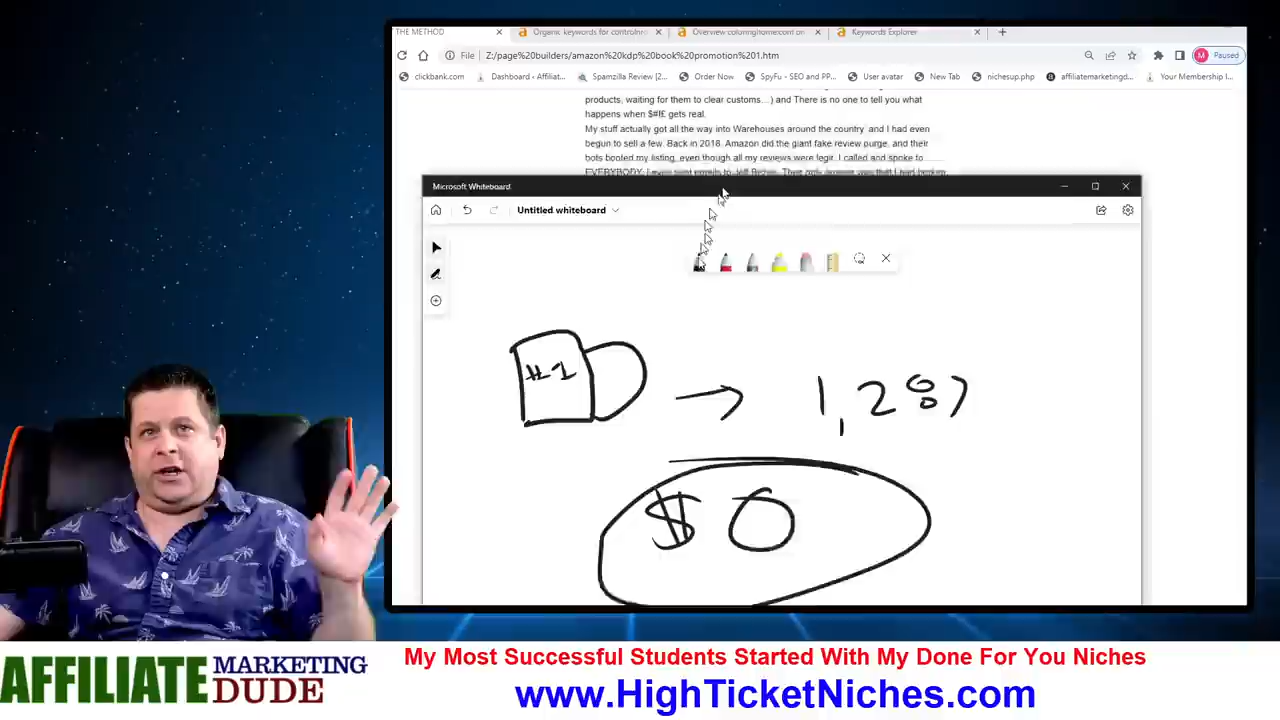 THE METHOD
Organic keywords for controlnro
Overview coloringhome.com on
Keywords Explorer
File
Z:/page%20builders/amazon%20kdp%20book%20promotion%201.htm
M
Paused
clickbank.com
Dashboard - Affiliat...
Spamzilla Review [2...
Order Now
SpyFu - SEO and PP...
User avatar
New Tab
nichesup.php
affiliatemarketingd...
Your Membership I...
products, waiting for them to clear customs...) and There is no one to tell you what
happens when $#!£ gets real.
My stuff actually got all the way into Warehouses around the country, and I had even
begun to sell a few. Back in 2018. Amazon did the giant fake review purge, and their
bots booted my listing, even though all my reviews were legit. I called and spoke to
EVERYBODY.
Microsoft Whiteboard
Untitled whiteboard
#1
1,287
$ 0
AFFILIATE MARKETING DUDE
My Most Successful Students Started With My Done For You Niches
www.HighTicketNiches.com